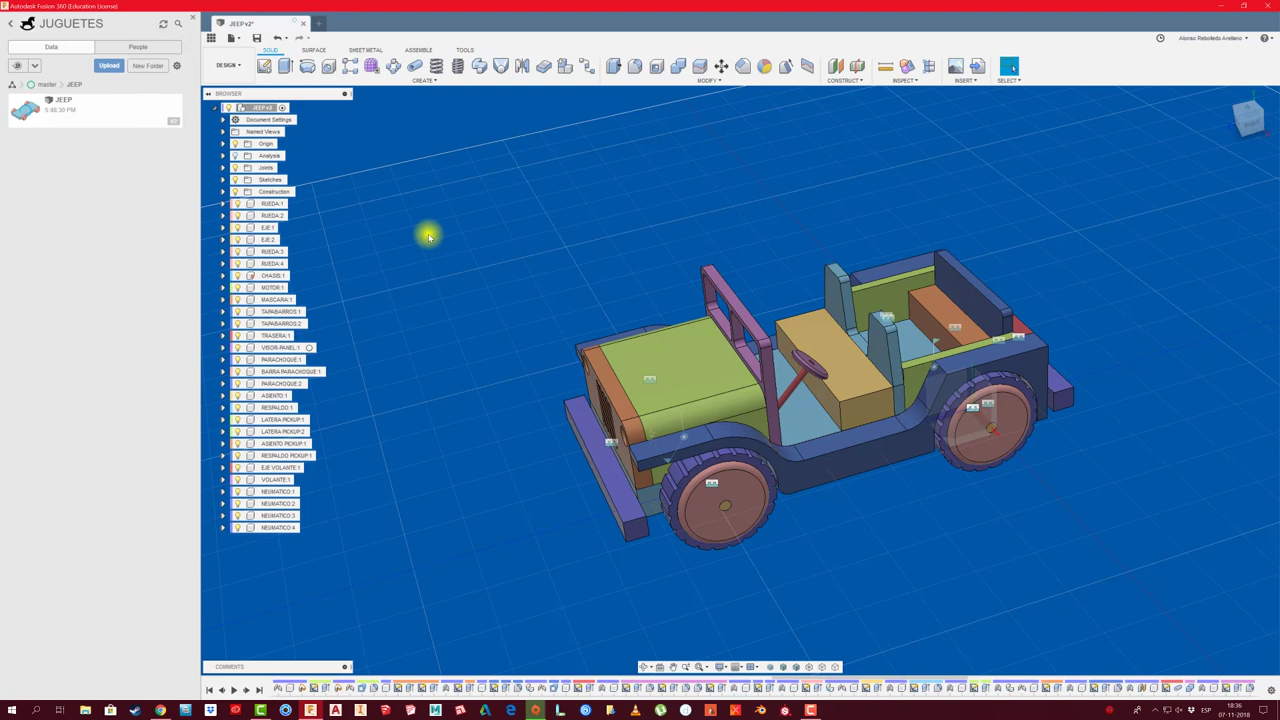 Autodesk Fusion 360 (Education License)
JUGUETES
Data
People
Upload
New Folder
master
JEEP
JEEP
5:48:30 PM
V2
JEEP v2*
Alonso Rebolledo Arellano
SOLID
SURFACE
SHEET METAL
ASSEMBLE
TOOLS
DESIGN
CREATE
MODIFY
CONSTRUCT
INSPECT
INSERT
SELECT
BROWSER
JEEP v2
Document Settings
Named Views
Origin
Analysis
Joints
Sketches
Construction
RUEDA:1
RUEDA:2
EJE:1
EJE:2
RUEDA:3
RUEDA:4
CHASIS:1
MOTOR:1
MASCARA:1
TAPABARROS:1
TAPABARROS:2
TRASERA:1
VISOR-PANEL:1
PARACHOQUE:1
BARRA PARACHOQUE:1
PARACHOQUE:2
ASIENTO:1
RESPALDO:1
LATERA PICKUP:1
LATERA PICKUP:2
ASIENTO PICKUP:1
RESPALDO PICKUP:1
EJE VOLANTE:1
VOLANTE:1
NEUMATICO:1
NEUMATICO:2
NEUMATICO:3
NEUMATICO:4
COMMENTS
ESP
18:36
07-11-2018